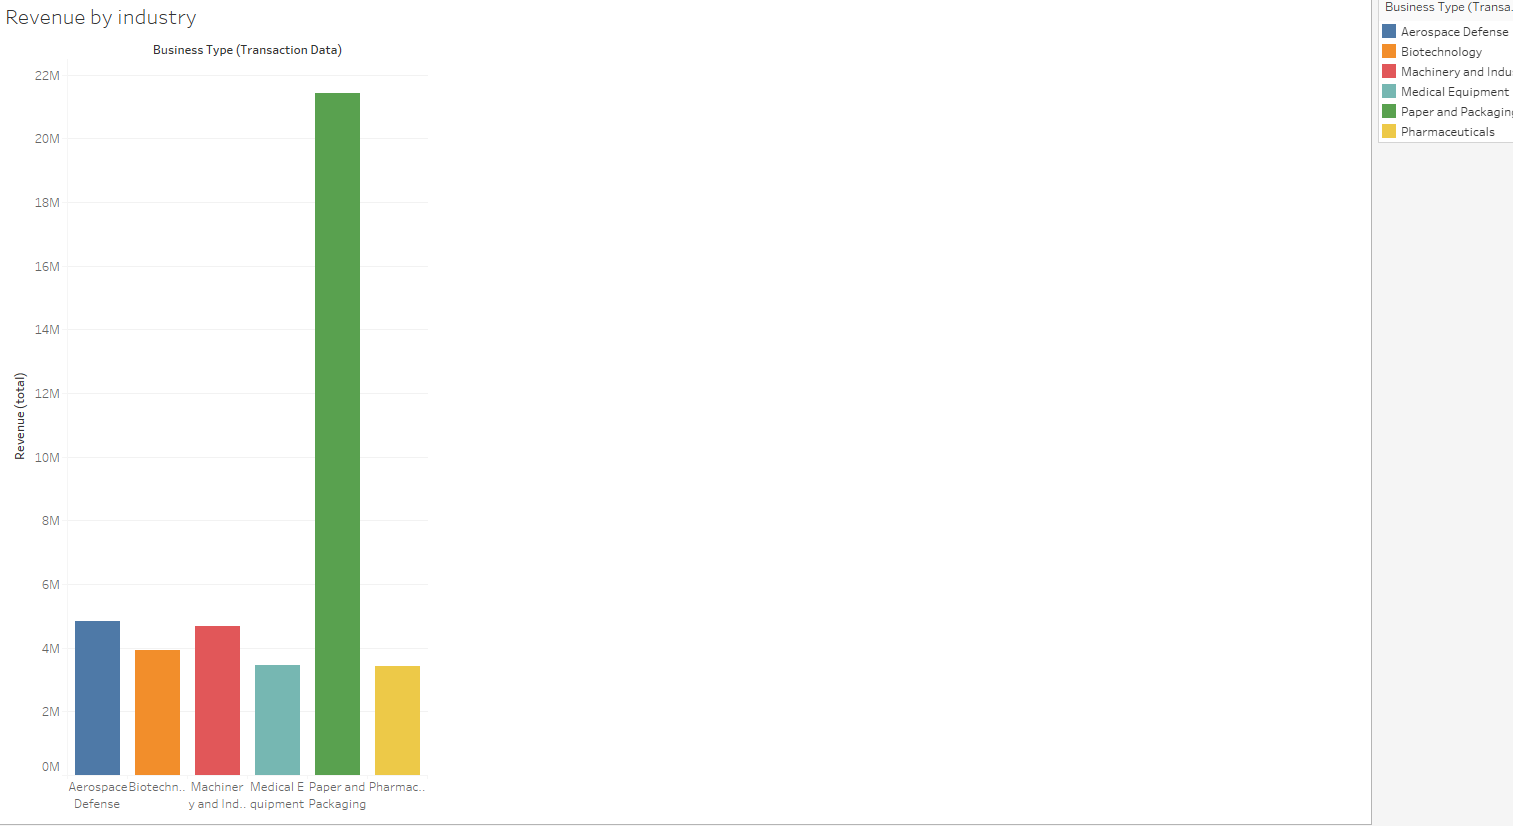 Revenue by industry
Business Type (Transaction Data)
22M
20M
18M
16M
14M
12M
10M
8M
6M
4M
2M
0M
Revenue (total)
Aerospace
Defense
Biotechn..
Machiner
y and Ind..
Medical E
quipment
Paper and
Packaging
Pharmac..
Business Type (Transa..
Aerospace Defense
Biotechnology
Machinery and Indus
Medical Equipment
Paper and Packaging
Pharmaceuticals